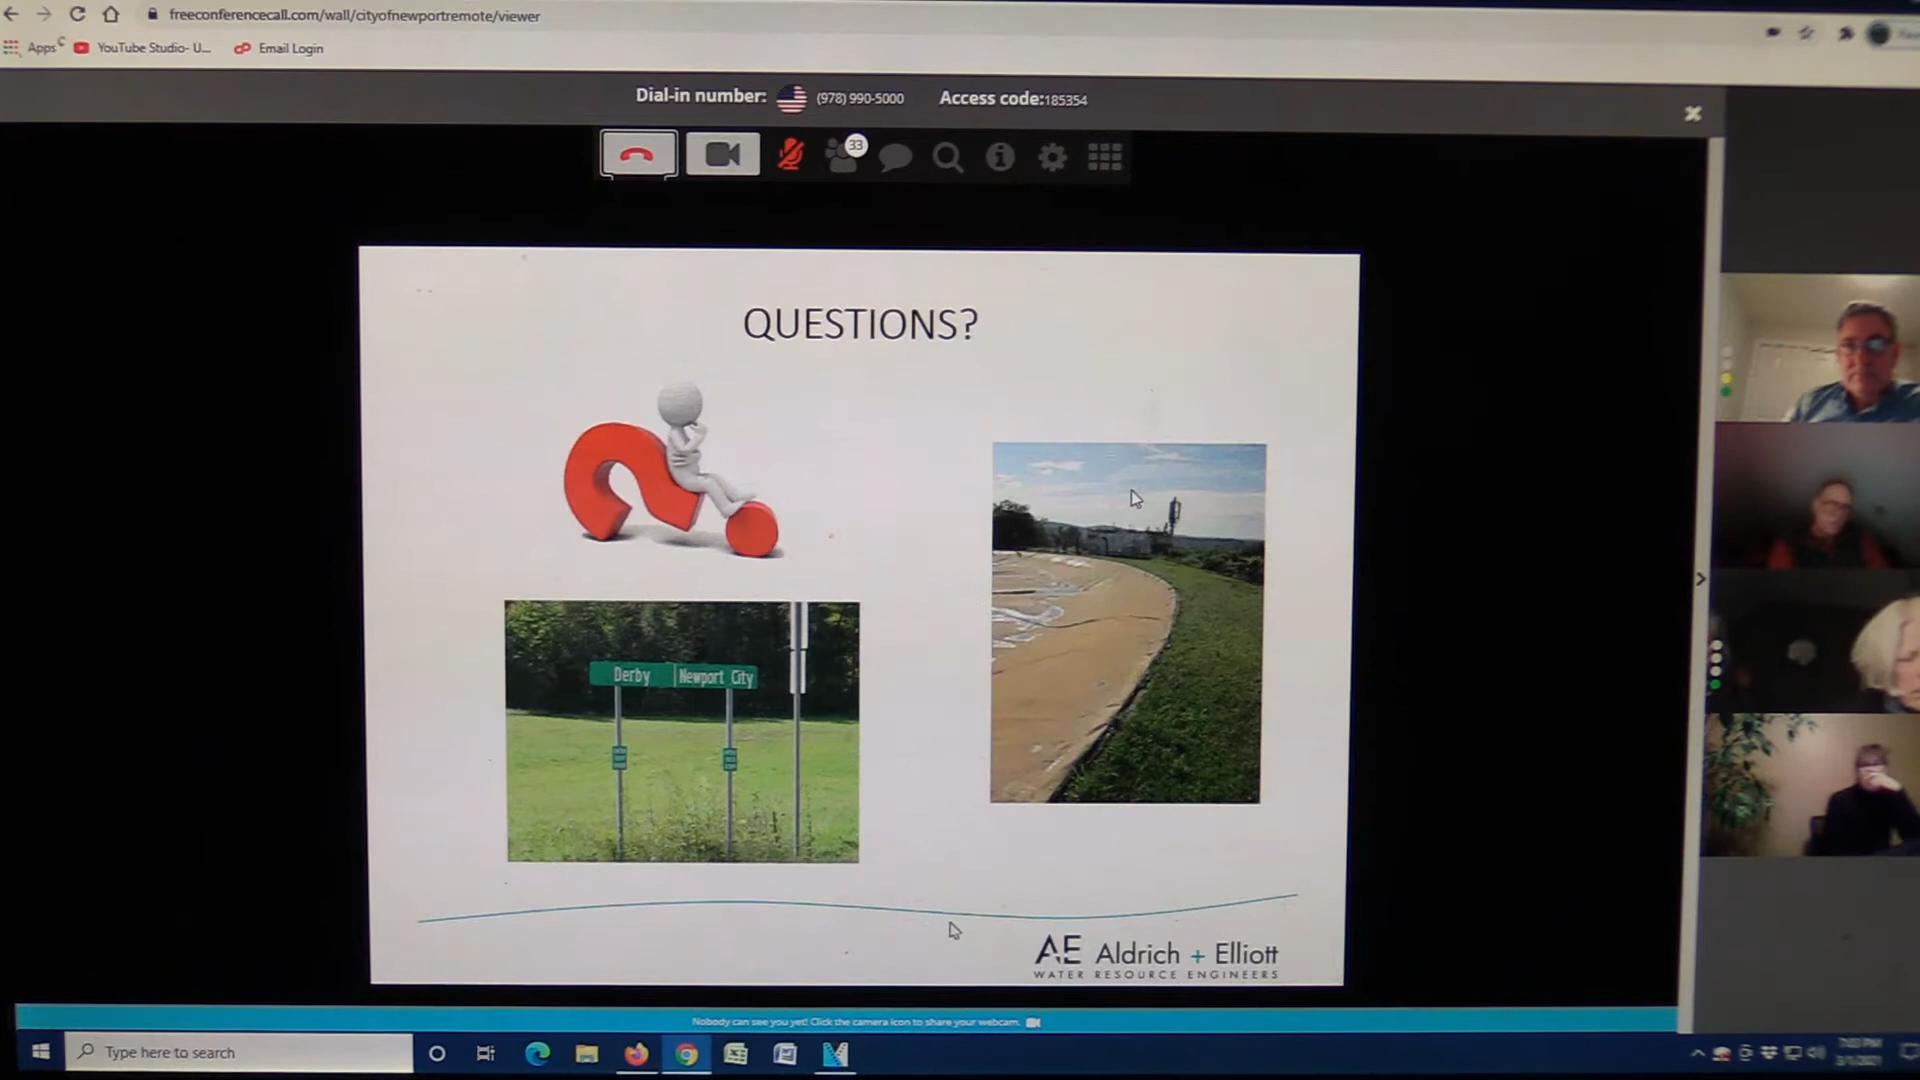 freeconferencecall.com/wall/cityofnewportremote/viewer
Apps YouTube Studio- U... Email Login
Dial-in number: (978) 990-5000 Access code:185354
33
QUESTIONS?
Derby Newport City
AE Aldrich + Elliott
WATER RESOURCE ENGINEERS
Nobody can see you yet! Click the camera icon to share your webcam.
Type here to search